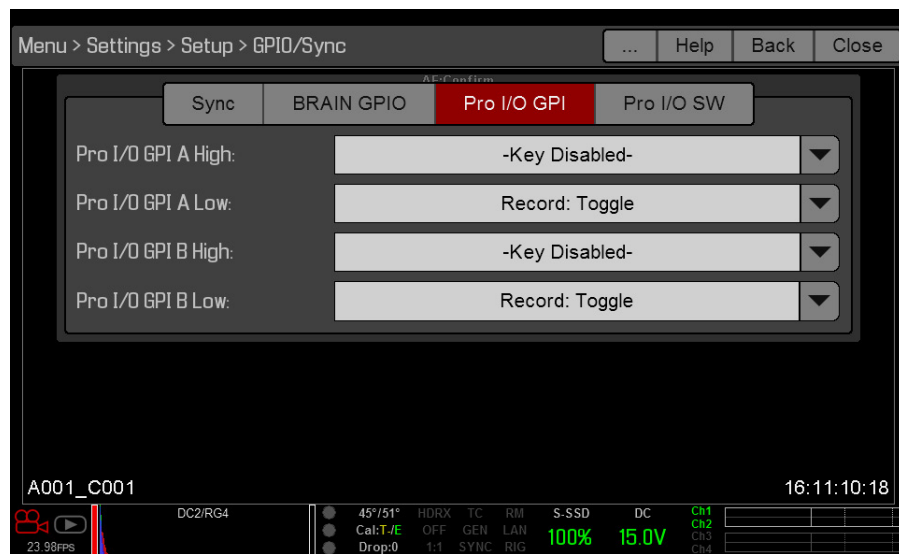 Menu > Settings > Setup > GPIO/Sync ... Help Back Close
AF:Confirm
Sync BRAIN GPIO Pro I/O GPI Pro I/O SW
Pro I/O GPI A High: -Key Disabled-
Pro I/O GPI A Low: Record: Toggle
Pro I/O GPI B High: -Key Disabled-
Pro I/O GPI B Low: Record: Toggle
A001_C001 16:11:10:18
DC2/RG4 45°/51° HDRX TC RM S-SSD DC Ch1
Cal:T-/E OFF GEN LAN 100% 15.0V Ch2
Ch3
23.98FPS Drop:0 1:1 SYNC RIG Ch4